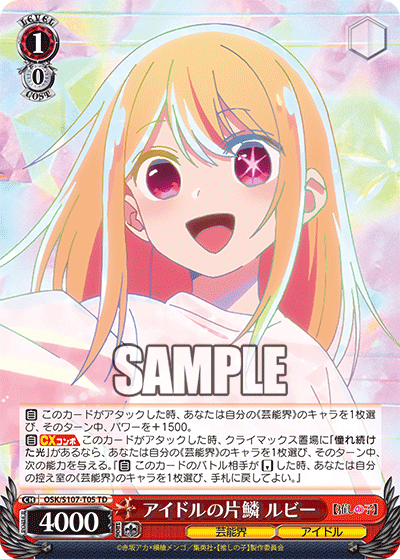 LEVEL
1
0
COST
SAMPLE
自 このカードがアタックした時、あなたは自分の《芸能界》のキャラを1枚選び、そのターン中、パワーを+1500。
自 CXコンボ このカードがアタックした時、クライマックス置場に「憧れ続けた光」があるなら、あなたは自分の《芸能界》のキャラを1枚選び、そのターン中、次の能力を与える。『自 このカードのバトル相手が した時、あなたは自分の控え室の《芸能界》のキャラを1枚選び、手札に戻してよい。』
CH OSK/S107-T05 TD
4000
アイドルの片鱗 ルビー
【推しの子】
芸能界
アイドル
©赤坂アカ×横槍メンゴ/集英社・【推しの子】製作委員会